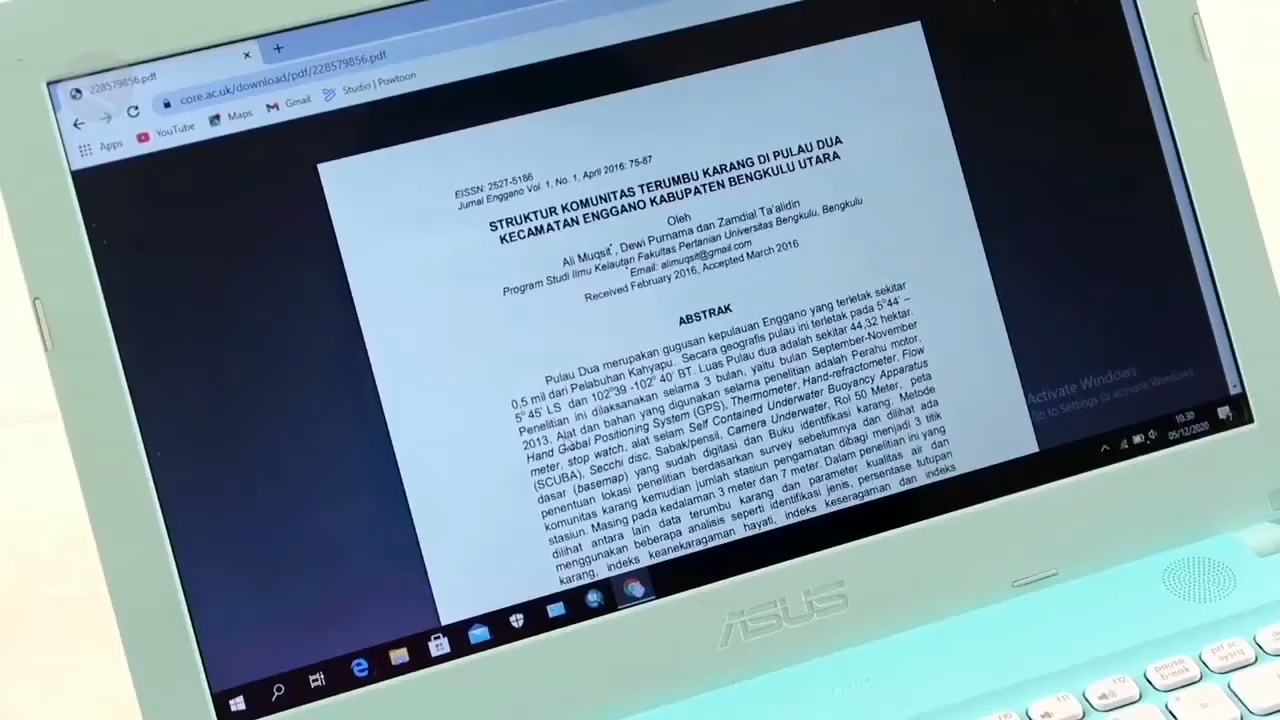 228579856.pdf
core.ac.uk/download/pdf/228579856.pdf
Apps YouTube Maps Gmail Studio | Powtoon
EISSN: 2527-5186
Jurnal Enggano Vol. 1, No. 1, April 2016: 75-87
STRUKTUR KOMUNITAS TERUMBU KARANG DI PULAU DUA
KECAMATAN ENGGANO KABUPATEN BENGKULU UTARA
Oleh
Ali Muqsit*, Dewi Purnama dan Zamdial Ta'alidin
Program Studi Ilmu Kelautan Fakultas Pertanian Universitas Bengkulu, Bengkulu
*Email: alimuqsit@gmail.com
Received February 2016, Accepted March 2016
ABSTRAK
Pulau Dua merupakan gugusan kepulauan Enggano yang terletak sekitar
0,5 mil dari Pelabuhan Kahyapu. Secara geografis pulau ini terletak pada 5°44' –
5° 45' LS dan 102°39 -102° 40' BT. Luas Pulau dua adalah sekitar 44,32 hektar.
Penelitian ini dilaksanakan selama 3 bulan, yaitu bulan September-November
2013. Alat dan bahan yang digunakan selama penelitian adalah Perahu motor,
Hand Global Positioning System (GPS), Thermometer, Hand-refractometer, Flow
meter, stop watch, alat selam Self Contained Underwater Buoyancy Apparatus
(SCUBA), Secchi disc, Sabak/pensil, Camera Underwater, Rol 50 Meter, peta
dasar (basemap) yang sudah digitasi dan Buku identifikasi karang. Metode
penentuan lokasi penelitian berdasarkan survey sebelumnya dan dilihat ada
komunitas karang kemudian jumlah stasiun pengamatan dibagi menjadi 3 titik
stasiun. Masing pada kedalaman 3 meter dan 7 meter. Dalam penelitian ini yang
dilihat antara lain data terumbu karang dan parameter kualitas air dan
menggunakan beberapa analisis seperti identifikasi jenis, persentase tutupan
karang, indeks keanekaragaman hayati, indeks keseragaman dan indeks
Activate Windows
Go to Settings to activate Windows.
10.30
05/12/2020
ASUS
pause
break
prt sc
sysrq
f12
f11
f10